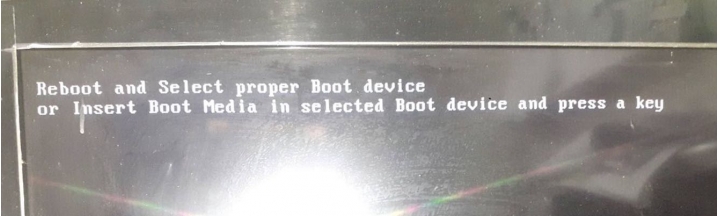 Reboot and Select proper Boot device
or Insert Boot Media in selected Boot device and press a key